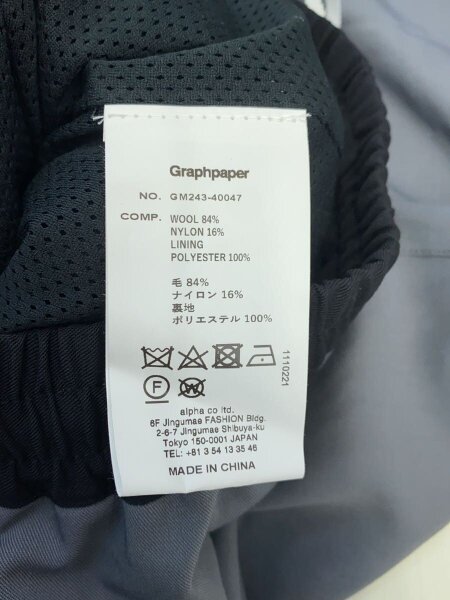 Graphpaper
NO. GM243-40047
COMP. WOOL 84%
NYLON 16%
LINING
POLYESTER 100%
毛 84%
ナイロン 16%
裏地
ポリエステル 100%
F W
1110221
alpha co ltd.
6F Jingumae FASHION Bldg.
2-6-7 Jingumae Shibuya-ku
Tokyo 150-0001 JAPAN
TEL: +81 3 54 13 35 46
MADE IN CHINA